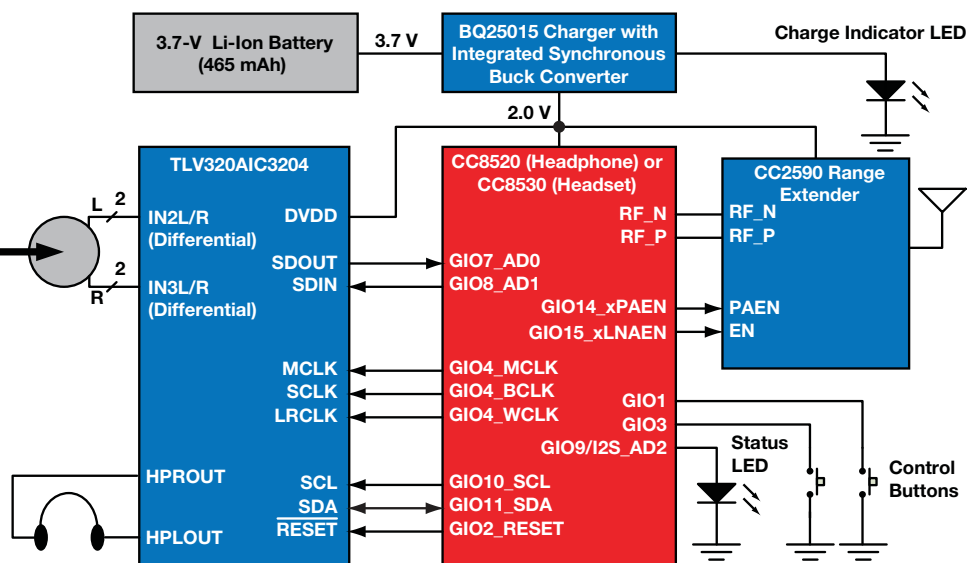 3.7-V Li-Ion Battery
(465 mAh)
3.7 V
BQ25015 Charger with
Integrated Synchronous
Buck Converter
Charge Indicator LED
2.0 V
TLV320AIC3204
L
2
IN2L/R
(Differential)
R
2
IN3L/R
(Differential)
DVDD
SDOUT
SDIN
MCLK
SCLK
LRCLK
HPROUT
HPLOUT
SCL
SDA
RESET
CC8520 (Headphone) or
CC8530 (Headset)
RF_N
RF_P
GIO7_AD0
GIO8_AD1
GIO14_xPAEN
GIO15_xLNAEN
GIO4_MCLK
GIO4_BCLK
GIO4_WCLK
GIO1
GIO3
GIO9/I2S_AD2
GIO10_SCL
GIO11_SDA
GIO2_RESET
CC2590 Range
Extender
RF_N
RF_P
PAEN
EN
Status
LED
Control
Buttons